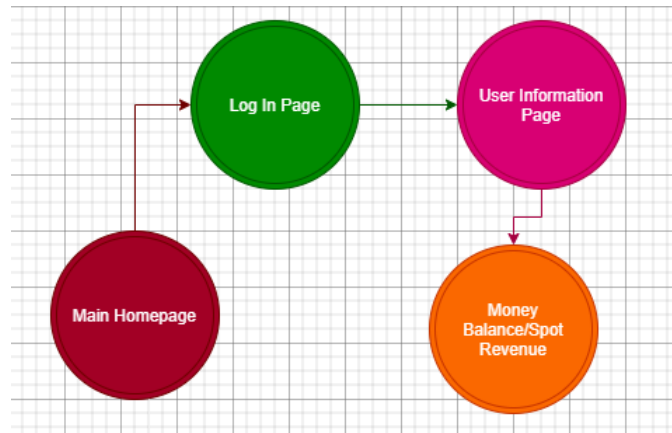 Log In Page
User Information
Page
Main Homepage
Money
Balance/Spot
Revenue